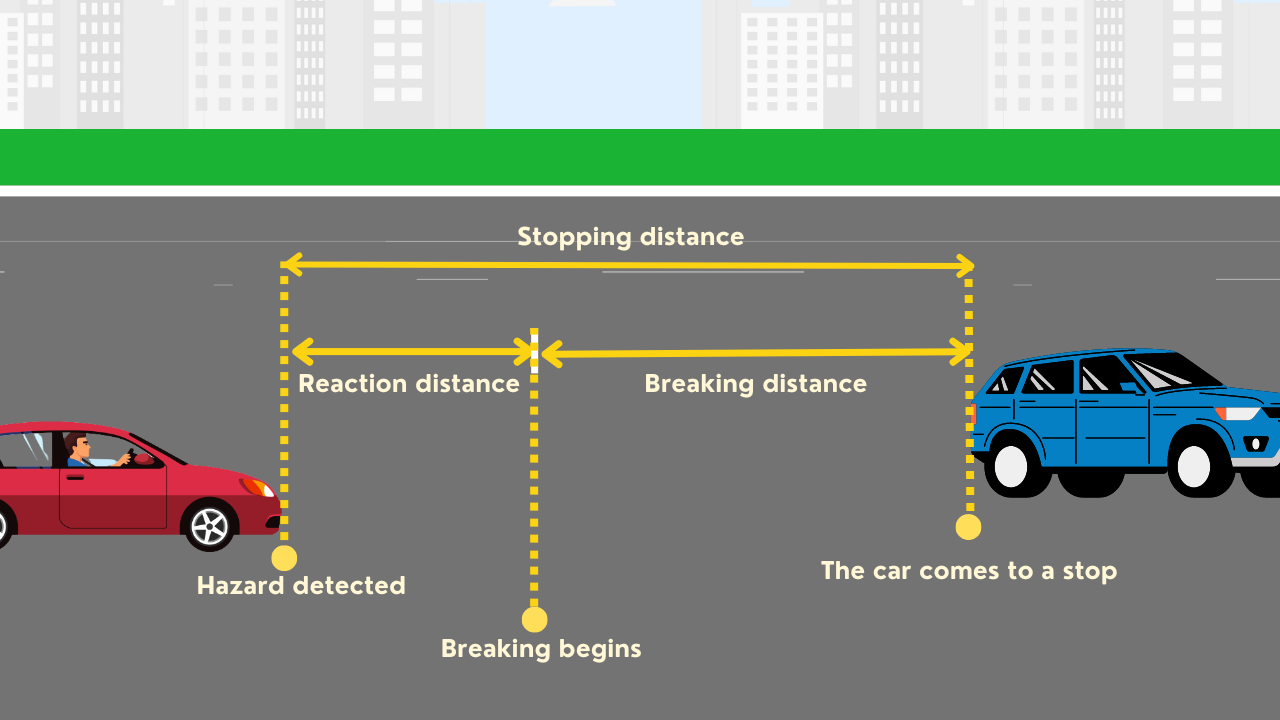 Stopping distance
Reaction distance
Breaking distance
Hazard detected
The car comes to a stop
Breaking begins